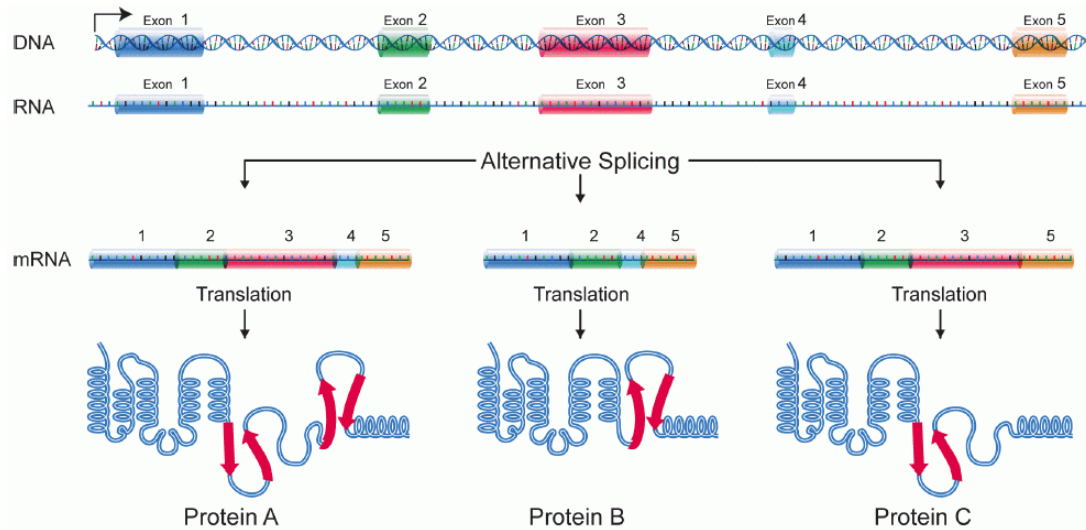 Exon 1 Exon 2 Exon 3 Exon 4 Exon 5
DNA
Exon 1 Exon 2 Exon 3 Exon 4 Exon 5
RNA
Alternative Splicing
1 2 3 4 5 1 2 4 5 1 2 3 5
mRNA
Translation Translation Translation
Protein A Protein B Protein C